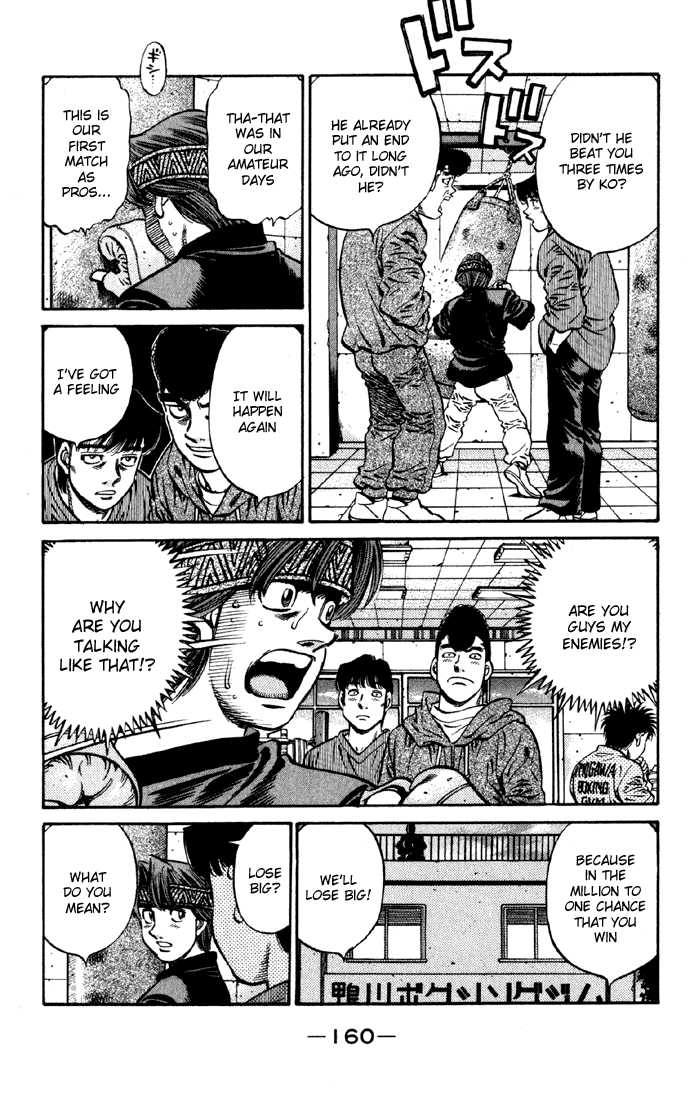 ドスドス
DIDN'T HE
BEAT YOU
THREE TIMES
BY KO?
HE ALREADY
PUT AN END
TO IT LONG
AGO, DIDN'T
HE?
ギシ…
THA-THAT
WAS IN
OUR
AMATEUR
DAYS
THIS IS
OUR
FIRST
MATCH
AS
PROS...
IT WILL
HAPPEN
AGAIN
I'VE GOT
A FEELING
ARE YOU
GUYS MY
ENEMIES!?
WHY
ARE YOU
TALKING
LIKE THAT!?
BOXING
GYM
BECAUSE
IN THE
MILLION TO
ONE CHANCE
THAT YOU
WIN
WE'LL
LOSE BIG!
鴨川ボクシングジム
LOSE
BIG?
WHAT
DO YOU
MEAN?
—160—